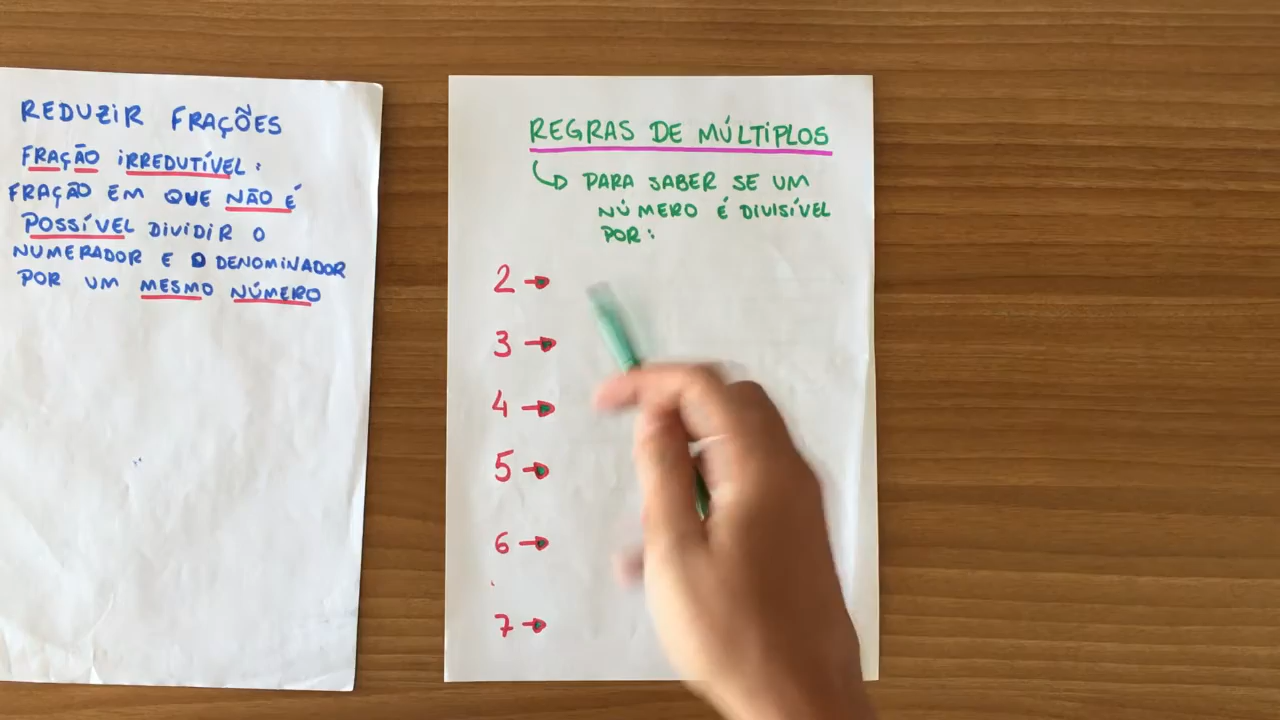 REDUZIR FRAÇÕES
FRAÇÃO IRREDUTÍVEL:
FRAÇÃO EM QUE NÃO É
POSSÍVEL DIVIDIR O
NUMERADOR E O DENOMINADOR
POR UM MESMO NÚMERO
REGRAS DE MÚLTIPLOS
PARA SABER SE UM
NÚMERO É DIVISÍVEL
POR:
2 →
3 →
4 →
5 →
6 →
7 →